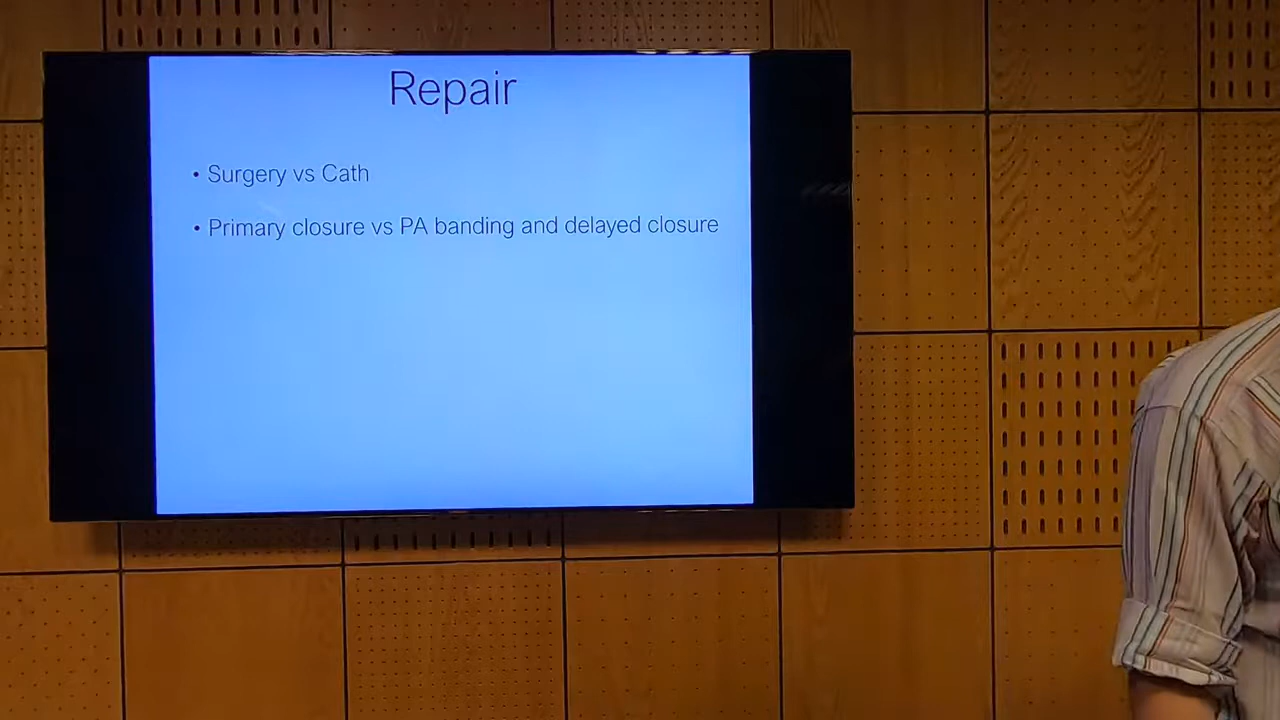 Repair
• Surgery vs Cath
• Primary closure vs PA banding and delayed closure